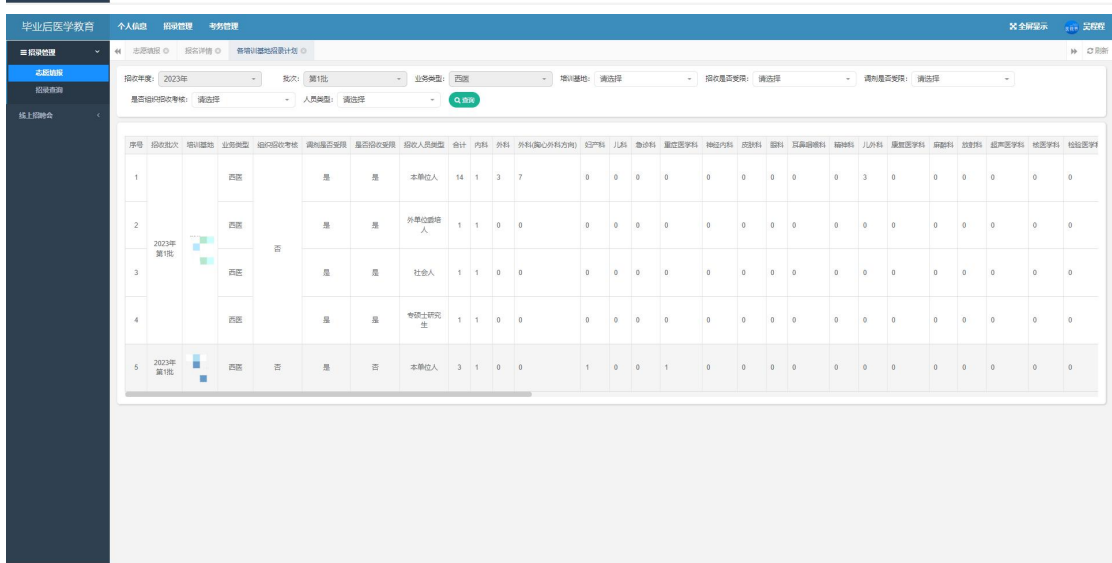 毕业后医学教育 个人信息 招录管理 考务管理 全屏显示 吴程程
招录管理 志愿填报 报名详情 各培训基地招录计划 刷新
志愿填报
招录查询
线上招聘会
招收年度: 2023年 批次: 第1批 业务类型: 西医 培训基地: 请选择 招收是否受限: 请选择 调剂是否受限: 请选择
是否组织招收考核: 请选择 人员类型: 请选择 查询
序号 招收批次 培训基地 业务类型 组织招收考核 调剂是否受限 是否招收受限 招收人员类型 合计 内科 外科 外科(胸心外科方向) 妇产科 儿科 急诊科 重症医学科 神经内科 皮肤科 眼科 耳鼻咽喉科 精神科 儿外科 康复医学科 麻醉科 放射科 超声医学科 核医学科 检验医学科
1 2023年第1批 西医 否 是 是 本单位人 14 1 3 7 0 0 0 0 0 0 0 0 0 3 0 0 0 0 0 0
2 西医 是 是 外单位委培人 1 1 0 0 0 0 0 0 0 0 0 0 0 0 0 0 0 0 0 0
3 西医 是 是 社会人 1 1 0 0 0 0 0 0 0 0 0 0 0 0 0 0 0 0 0 0
4 西医 是 是 专硕士研究生 1 1 0 0 0 0 0 0 0 0 0 0 0 0 0 0 0 0 0 0
5 2023年第1批 西医 否 是 否 本单位人 3 1 0 0 1 0 0 1 0 0 0 0 0 0 0 0 0 0 0 0